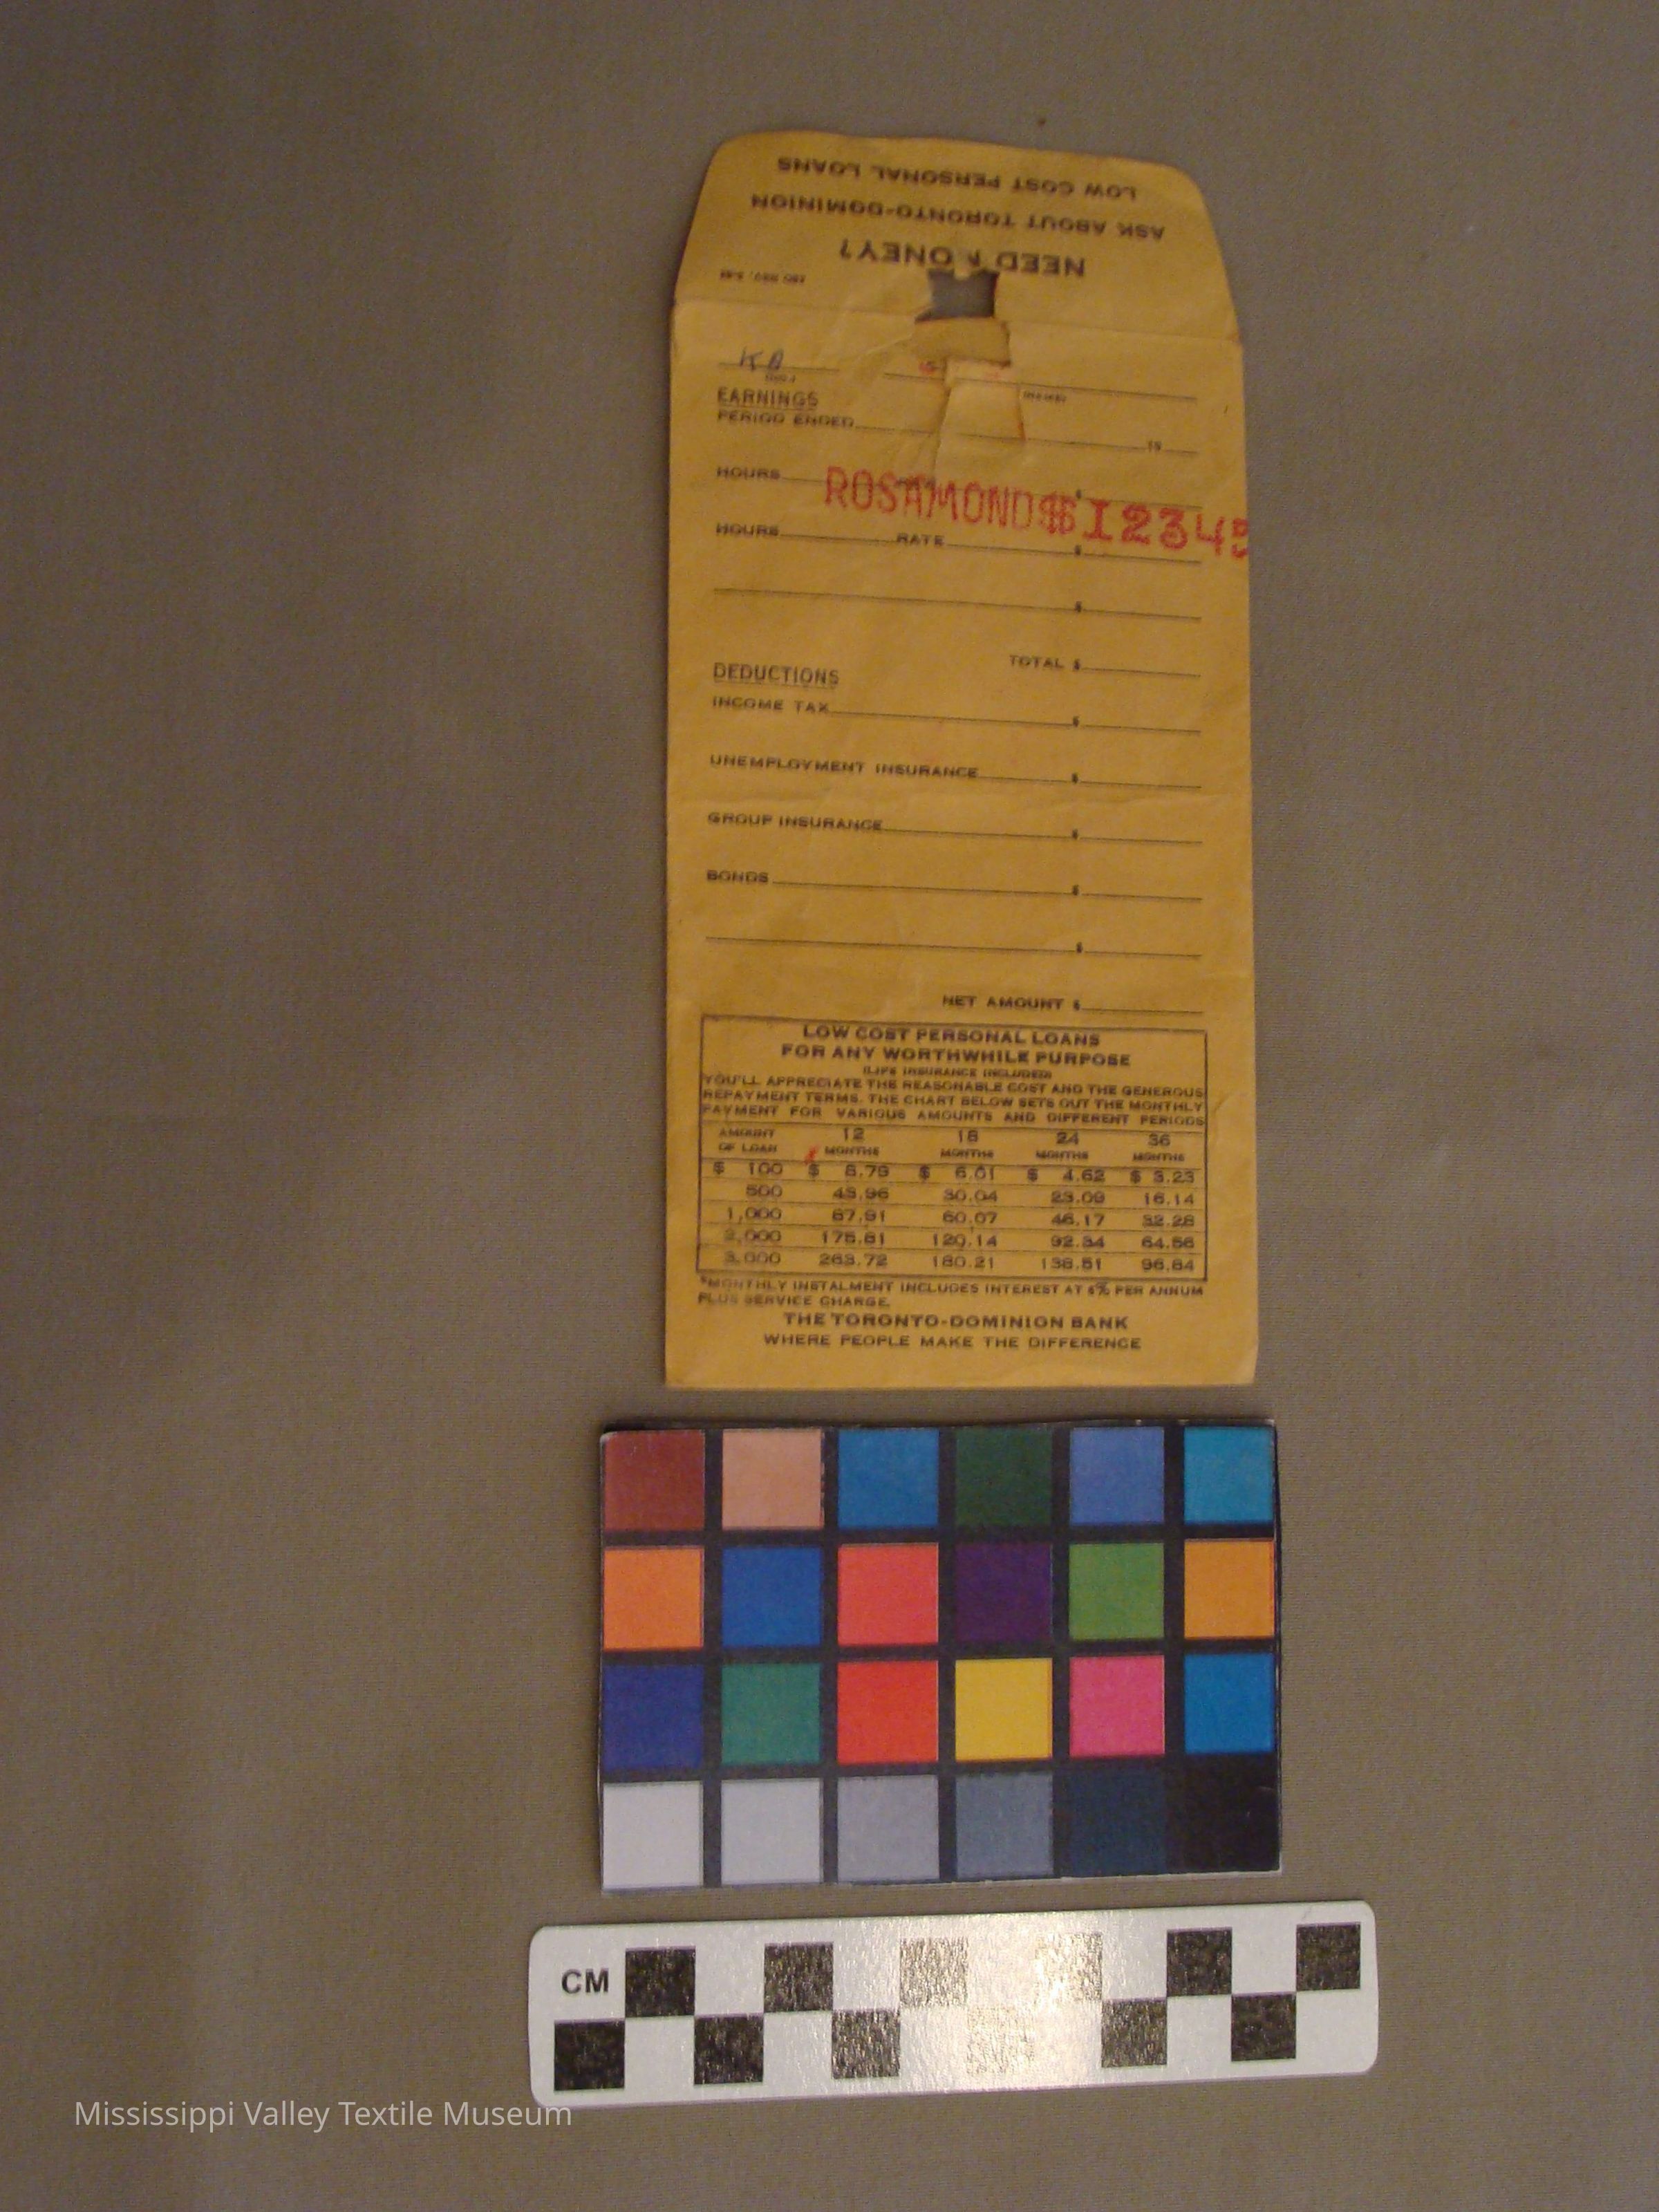 LOW COST PERSONAL LOANS
ASK ABOUT TORONTO-DOMINION
NEED ONEY?
KA
(NO.)
(NAME)
EARNINGS
PERIOD ENDED 19
HOURS $
ROSAMOND$12345
HOURS RATE $
$
TOTAL $
DEDUCTIONS
INCOME TAX $
UNEMPLOYMENT INSURANCE $
GROUP INSURANCE $
BONDS $
$
NET AMOUNT $
LOW COST PERSONAL LOANS
FOR ANY WORTHWHILE PURPOSE
(LIFE INSURANCE INCLUDED)
YOU'LL APPRECIATE THE REASONABLE COST AND THE GENEROUS
REPAYMENT TERMS. THE CHART BELOW SETS OUT THE MONTHLY
PAYMENT FOR VARIOUS AMOUNTS AND DIFFERENT PERIODS
AMOUNT OF LOAN 12 MONTHS 18 MONTHS 24 MONTHS 36 MONTHS
$ 100 $ 8.79 $ 6.01 $ 4.62 $ 3.23
500 43.96 30.04 23.09 16.14
1,000 87.91 60.07 46.17 32.28
2,000 175.81 120.14 92.34 64.56
3,000 263.72 180.21 138.51 96.84
*MONTHLY INSTALMENT INCLUDES INTEREST AT 6% PER ANNUM
PLUS SERVICE CHARGE.
THE TORONTO-DOMINION BANK
WHERE PEOPLE MAKE THE DIFFERENCE
CM
Mississippi Valley Textile Museum